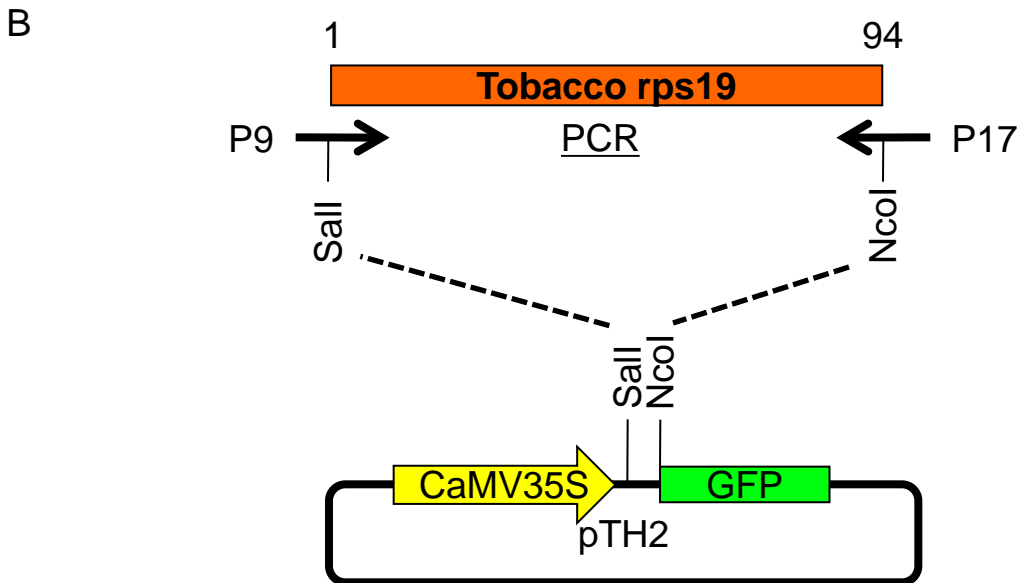 B
1 94
Tobacco rps19
P9 PCR P17
SalI NcoI
SalI NcoI
CaMV35S GFP
pTH2